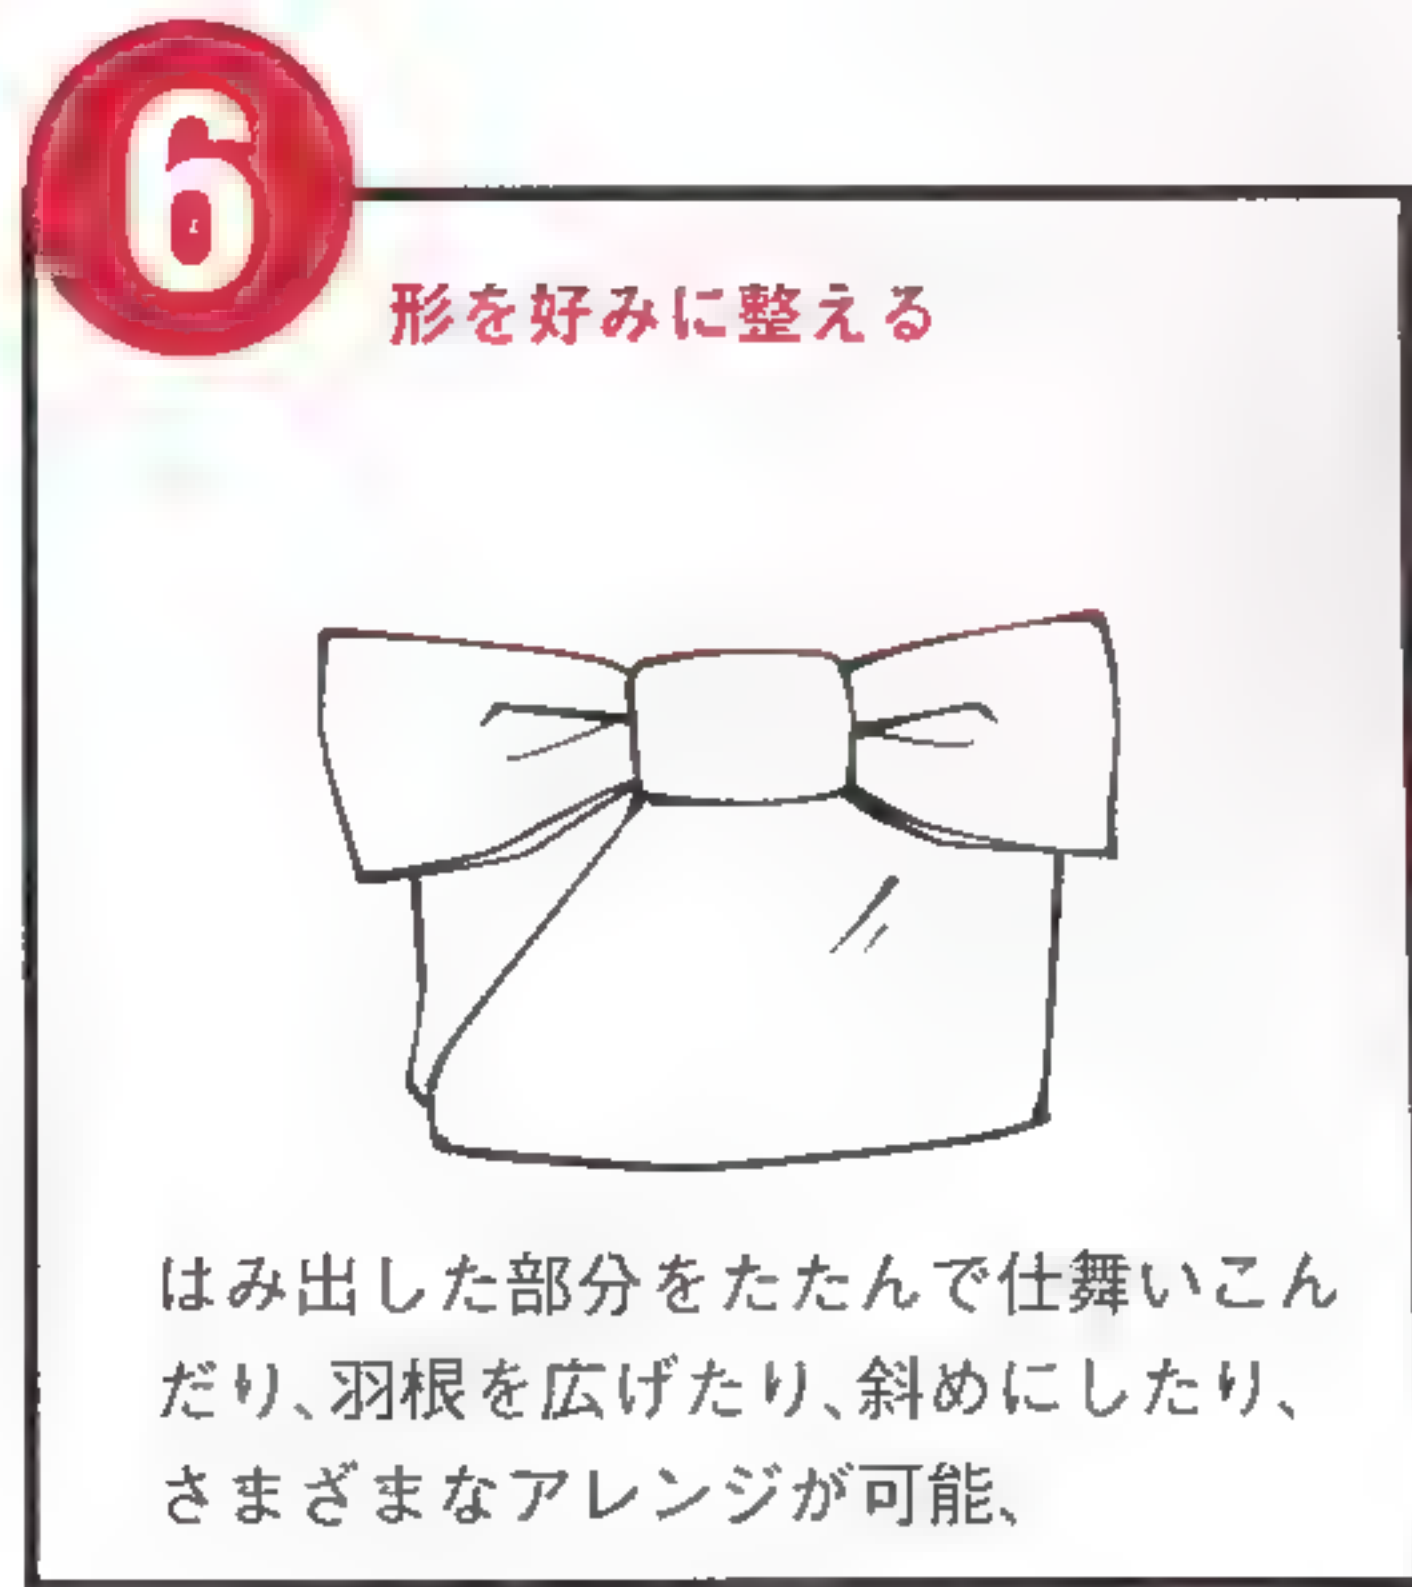 6
形を好みに整える
はみ出した部分をたたんで仕舞いこん
だり、羽根を広げたり、斜めにしたり、
さまざまなアレンジが可能、